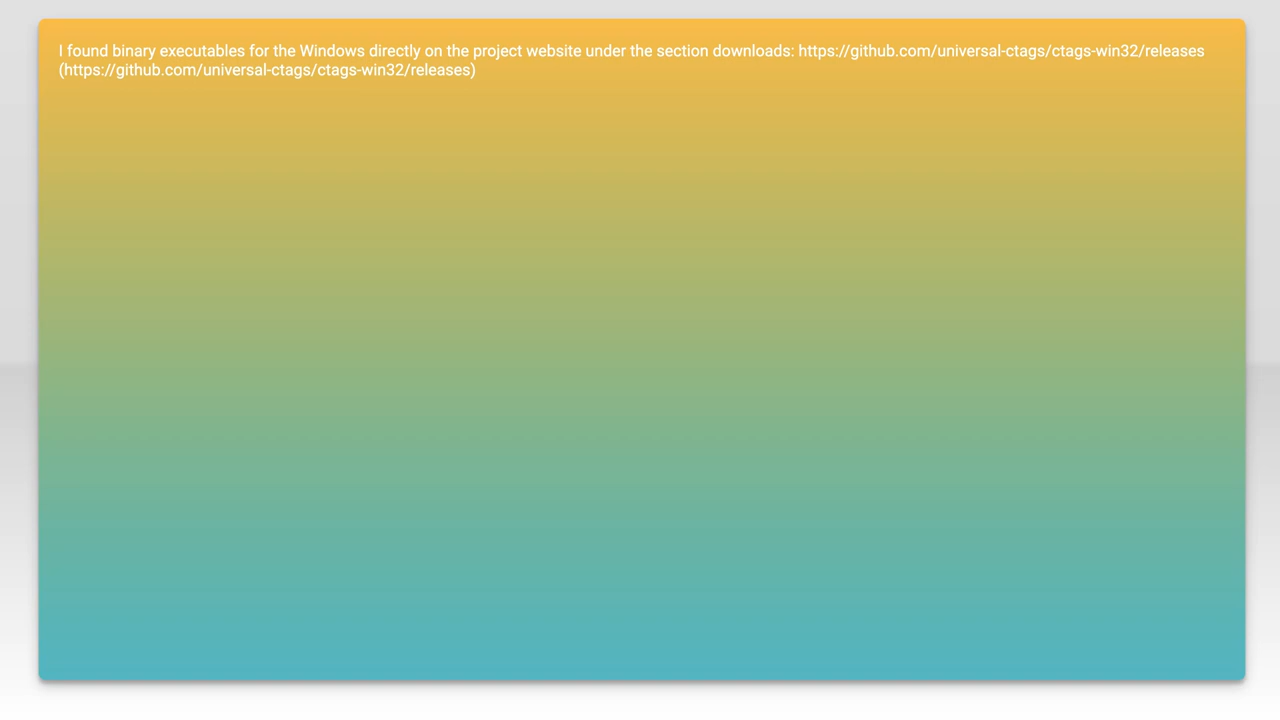 I found binary executables for the Windows directly on the project website under the section downloads: https://github.com/universal-ctags/ctags-win32/releases
(https://github.com/universal-ctags/ctags-win32/releases)